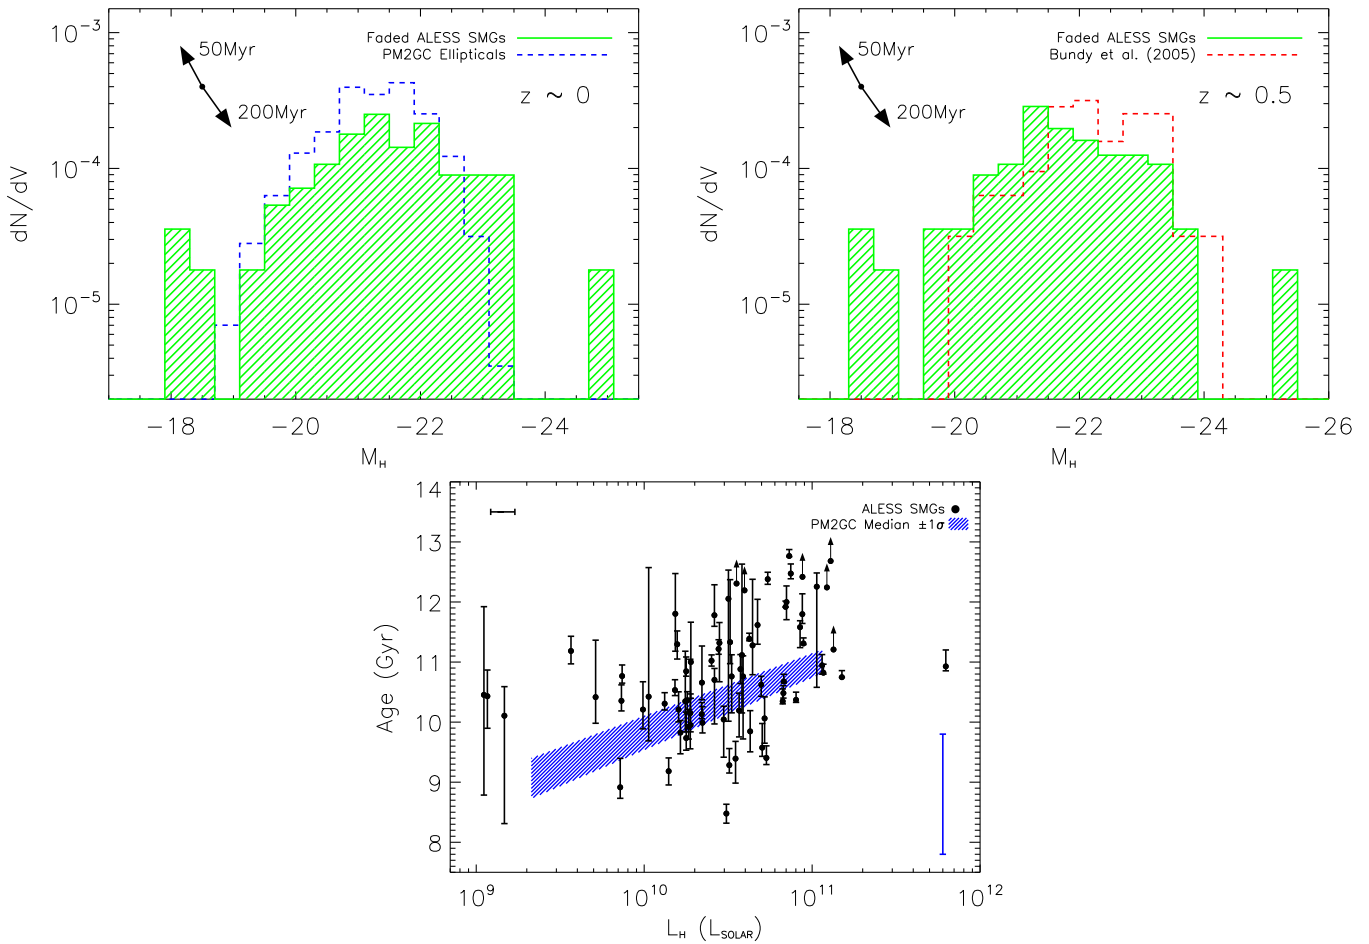 10⁻³
10⁻⁴
10⁻⁵
dN/dV
50Myr
200Myr
Faded ALESS SMGs
PM2GC Ellipticals
z ~ 0
-18
-20
-22
-24
M_H
10⁻³
10⁻⁴
10⁻⁵
dN/dV
50Myr
200Myr
Faded ALESS SMGs
Bundy et al. (2005)
z ~ 0.5
-18
-20
-22
-24
-26
M_H
14
13
12
11
10
9
8
Age (Gyr)
ALESS SMGs
PM2GC Median ±1σ
10⁹
10¹⁰
10¹¹
10¹²
L_H (L_SOLAR)